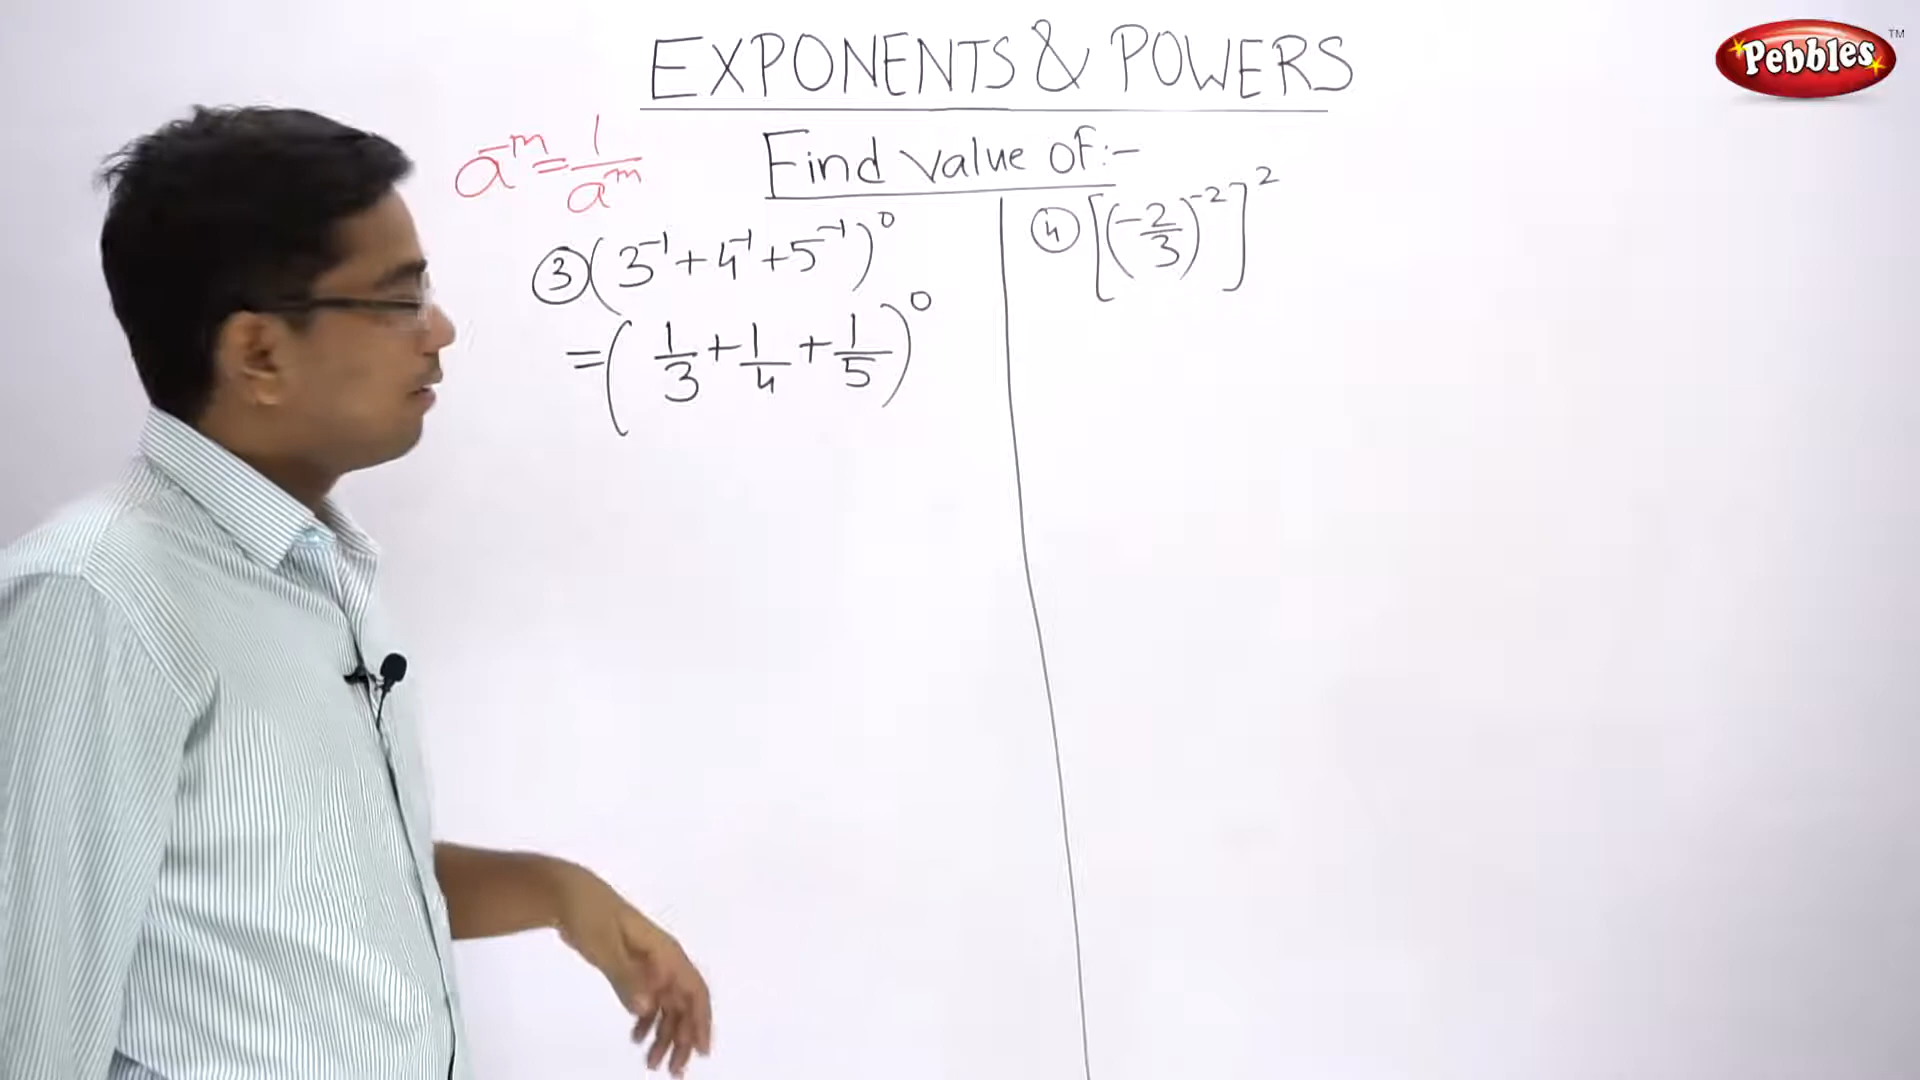 EXPONENTS & POWERS
Pebbles™
a⁻ᵐ = 1/aᵐ
Find value of:-
③ (3⁻¹ + 4⁻¹ + 5⁻¹)⁰
= (1/3 + 1/4 + 1/5)⁰
④ [(-2/3)⁻²]²